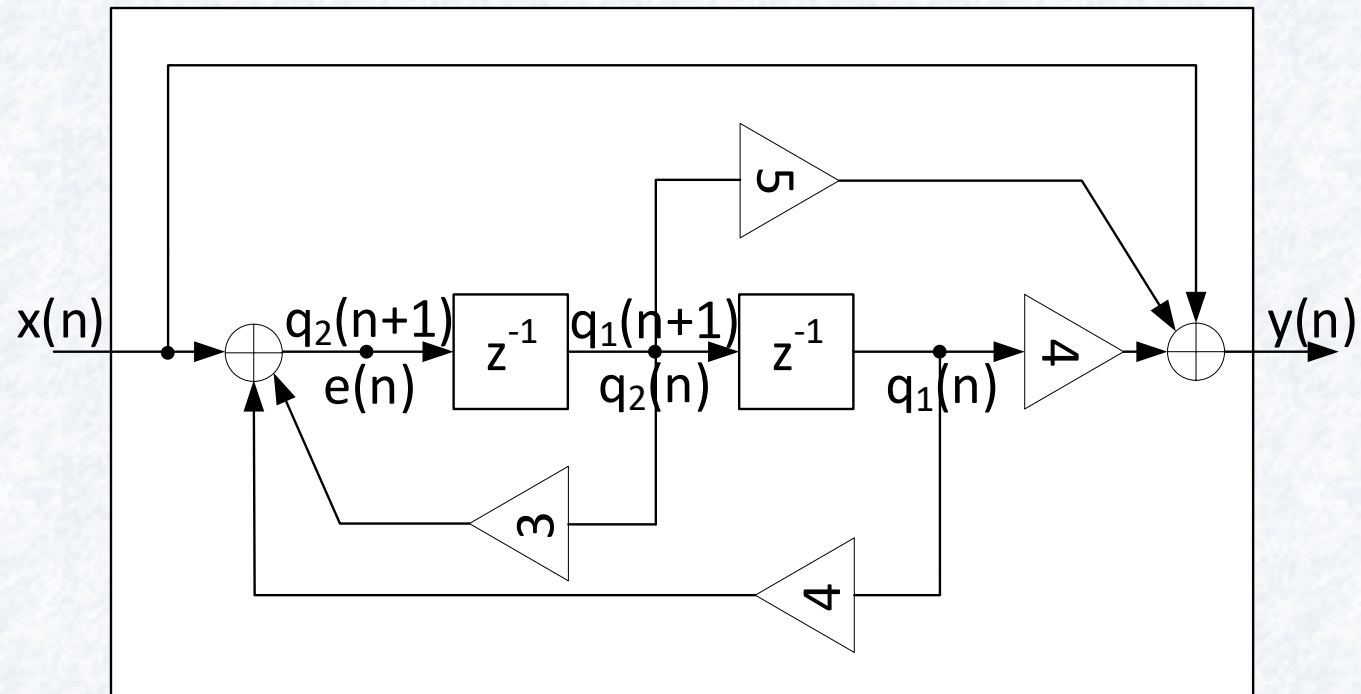 5
x(n)
q₂(n+1)
z⁻¹
q₁(n+1)
z⁻¹
4
y(n)
e(n)
q₂(n)
q₁(n)
3
4